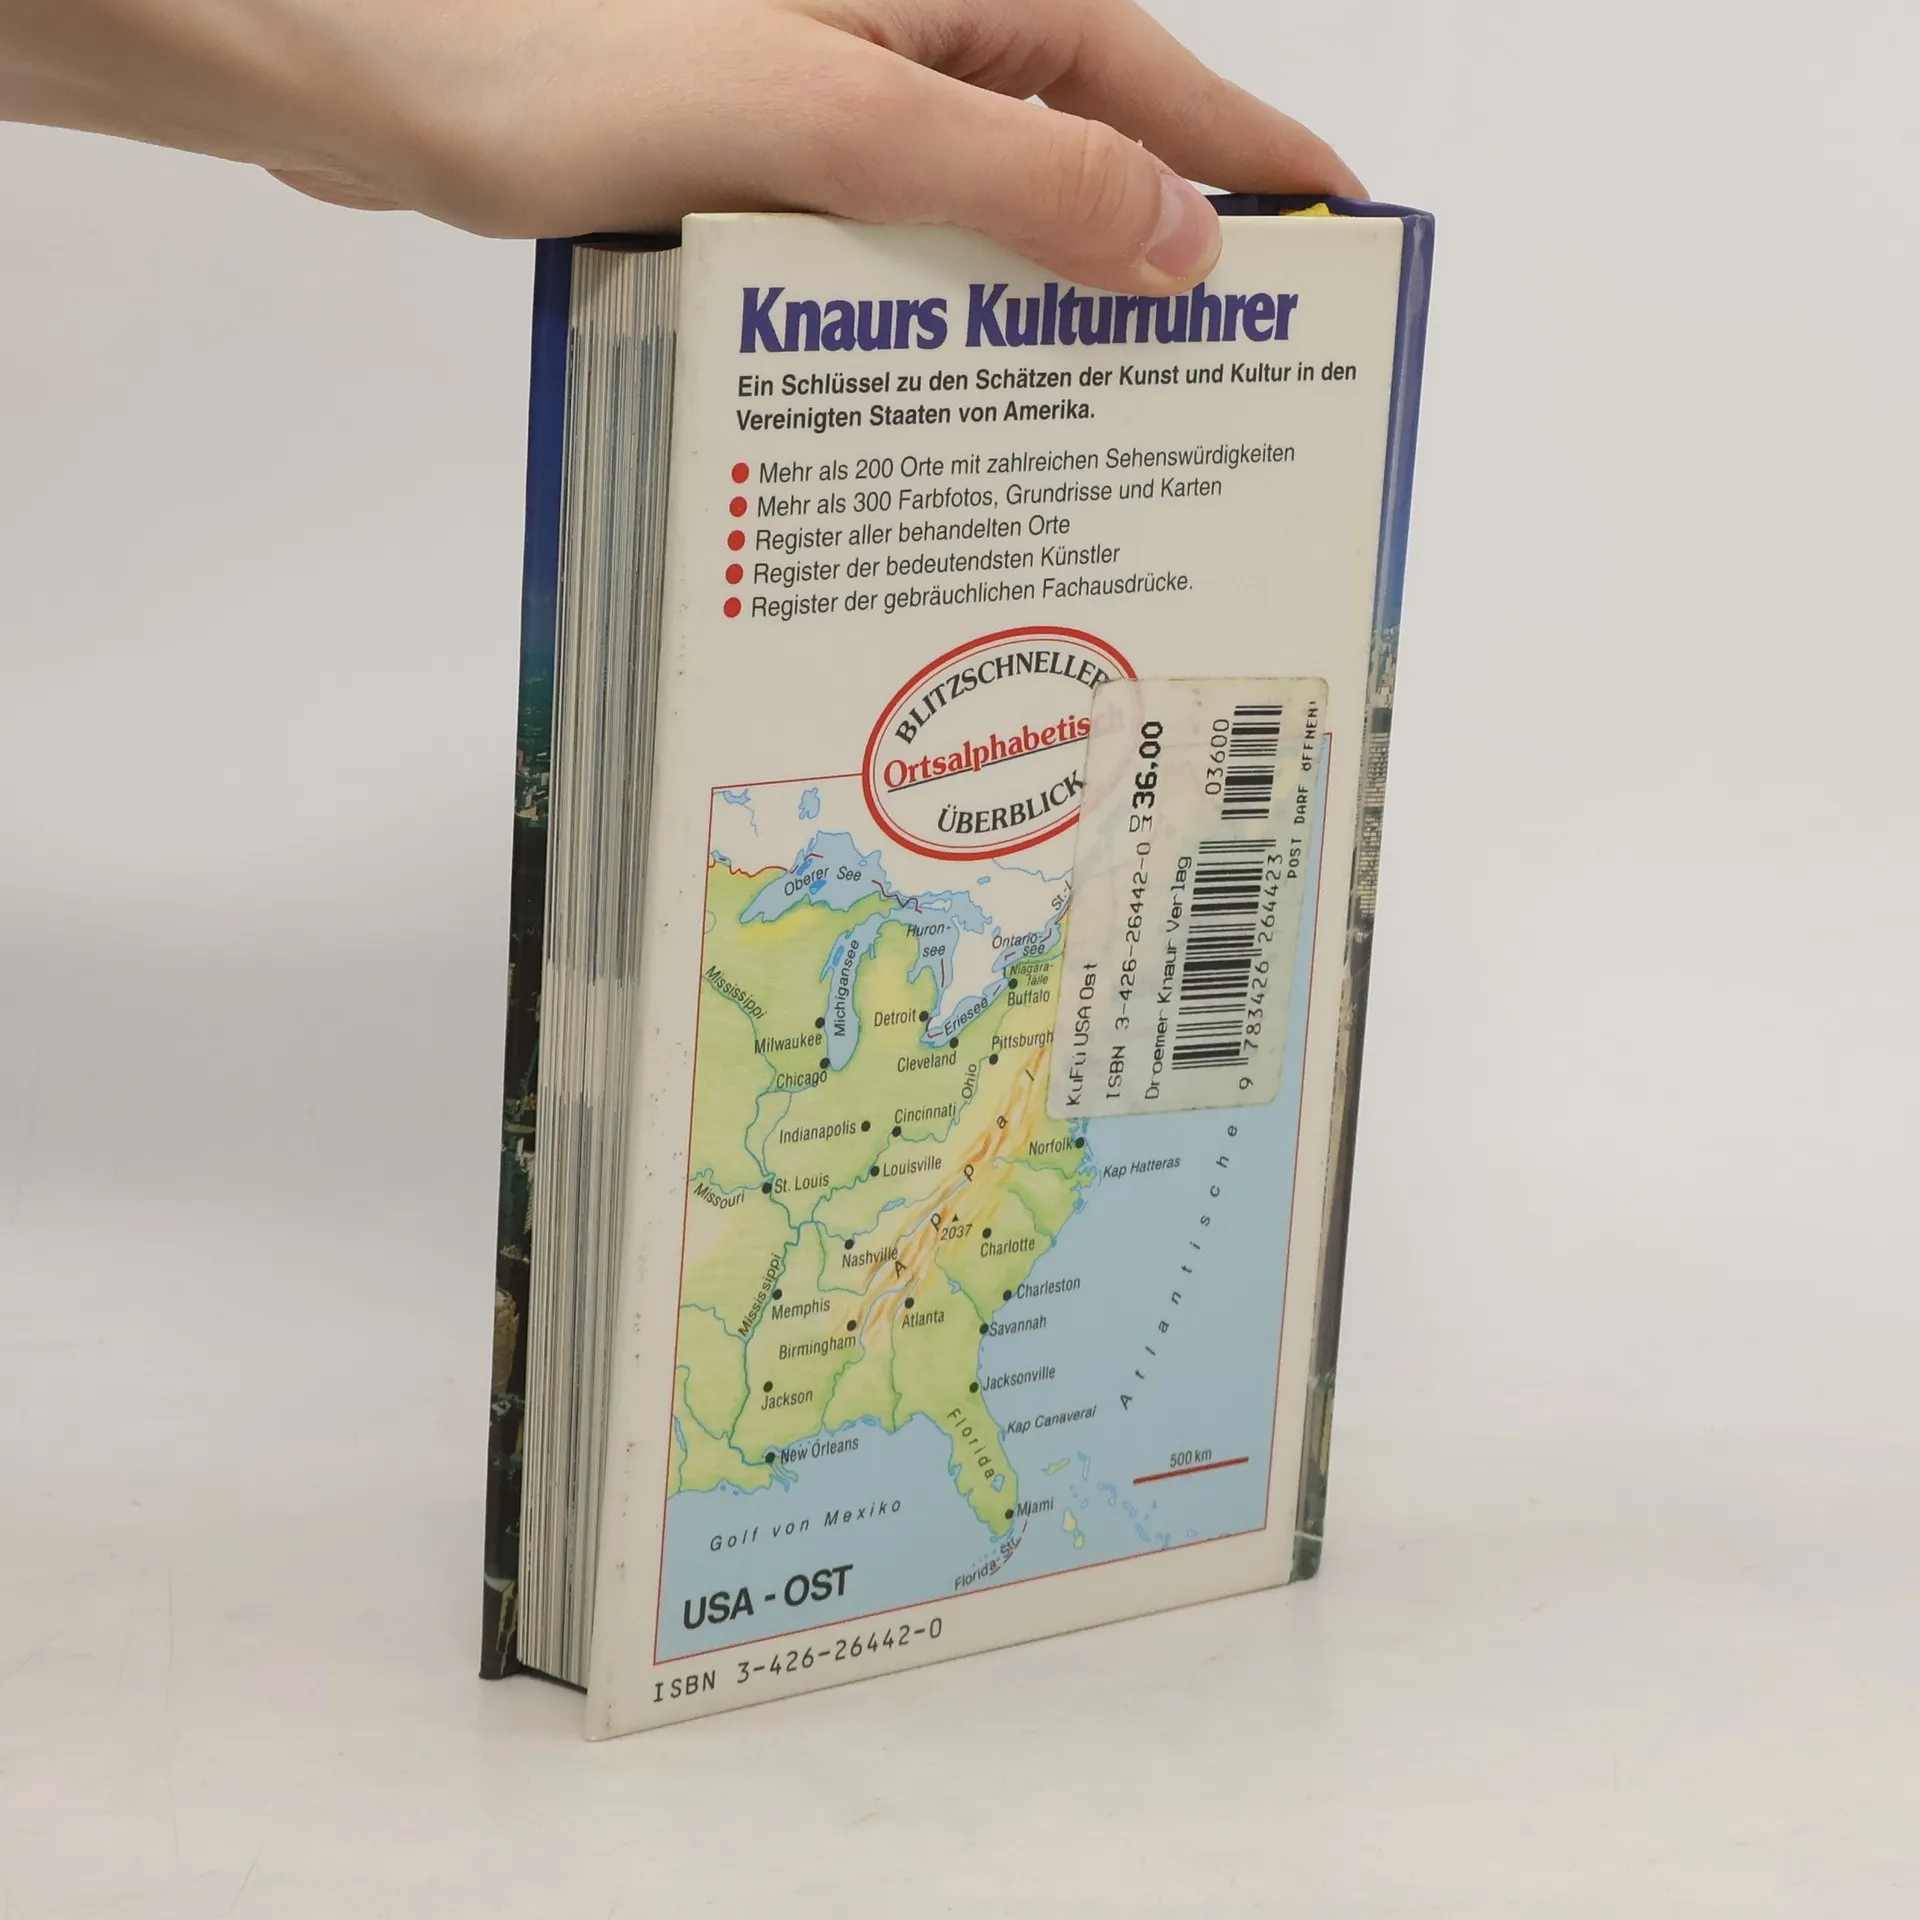 Knaurs Kulturführer
Ein Schlüssel zu den Schätzen der Kunst und Kultur in den
Vereinigten Staaten von Amerika.
Mehr als 200 Orte mit zahlreichen Sehenswürdigkeiten
Mehr als 300 Farbfotos, Grundrisse und Karten
Register aller behandelten Orte
Register der bedeutendsten Künstler
Register der gebräuchlichen Fachausdrücke.
BLITZSCHNELLER
Ortsalphabetisch
ÜBERBLICK
KuFü USA Ost
ISBN 3-426-26442-0 DM 36,00
Droemer Knaur Verlag
03600
9 783426 264423
POST DARF ÖFFNEN!
Oberer See
Huron-
see
Michigansee
Ontario-
see
St.-
Niagara-
fälle
Buffalo
Eriesee
Mississippi
Milwaukee
Detroit
Cleveland
Pittsburgh
Chicago
Ohio
Indianapolis
Cincinnati
Norfolk
Kap Hatteras
Louisville
Missouri
St. Louis
2037
Nashville
Charlotte
A p p a l
Mississippi
Memphis
Charleston
Atlanta
Savannah
Birmingham
Jackson
Jacksonville
Kap Canaveral
Atlantische
Florida
New Orleans
500 km
Miami
Golf von Mexiko
Florida-Str.
USA - OST
ISBN 3-426-26442-0